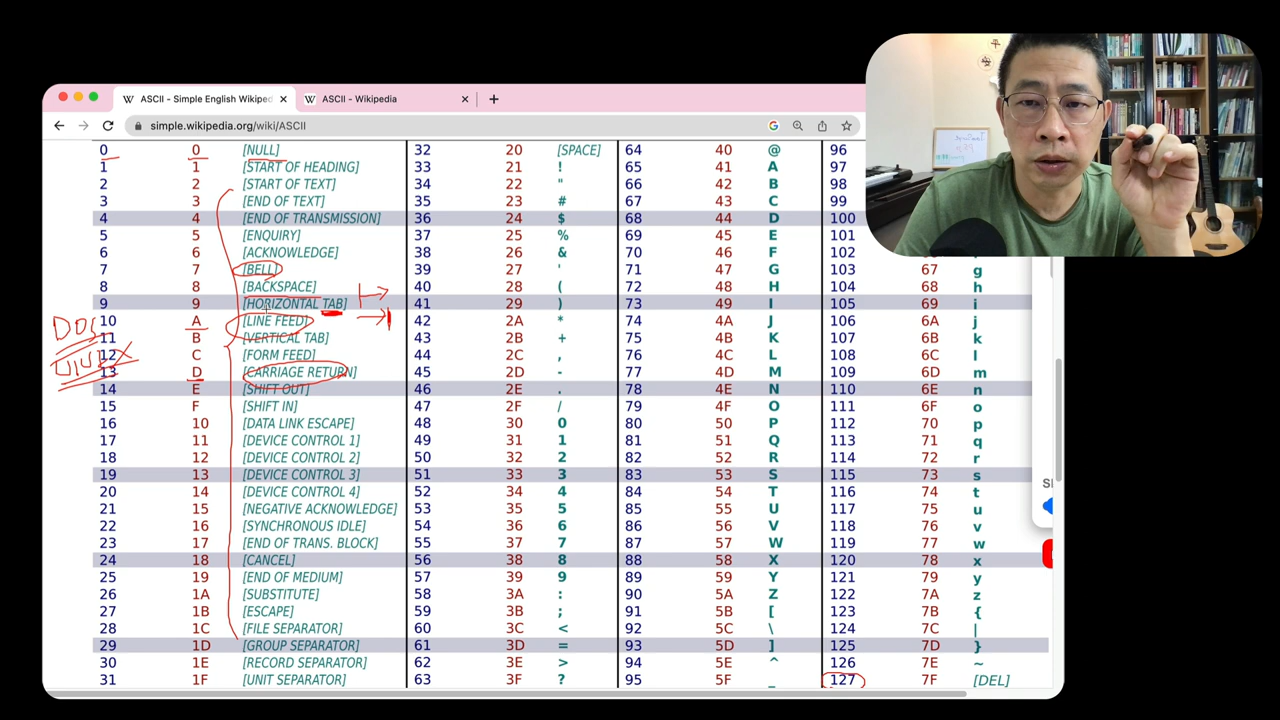 ASCII - Simple English Wikiped
ASCII - Wikipedia
simple.wikipedia.org/wiki/ASCII
0 0 [NULL] 32 20 [SPACE] 64 40 @ 96
1 1 [START OF HEADING] 33 21 ! 65 41 A 97
2 2 [START OF TEXT] 34 22 " 66 42 B 98
3 3 [END OF TEXT] 35 23 # 67 43 C 99
4 4 [END OF TRANSMISSION] 36 24 $ 68 44 D 100
5 5 [ENQUIRY] 37 25 % 69 45 E 101
6 6 [ACKNOWLEDGE] 38 26 & 70 46 F 102
7 7 [BELL] 39 27 ' 71 47 G 103 67 g
8 8 [BACKSPACE] 40 28 ( 72 48 H 104 68 h
9 9 [HORIZONTAL TAB] 41 29 ) 73 49 I 105 69 i
10 A [LINE FEED] 42 2A * 74 4A J 106 6A j
DOS
11 B [VERTICAL TAB] 43 2B + 75 4B K 107 6B k
12 C [FORM FEED] 44 2C , 76 4C L 108 6C l
UNIX
13 D [CARRIAGE RETURN] 45 2D - 77 4D M 109 6D m
14 E [SHIFT OUT] 46 2E . 78 4E N 110 6E n
15 F [SHIFT IN] 47 2F / 79 4F O 111 6F o
16 10 [DATA LINK ESCAPE] 48 30 0 80 50 P 112 70 p
17 11 [DEVICE CONTROL 1] 49 31 1 81 51 Q 113 71 q
18 12 [DEVICE CONTROL 2] 50 32 2 82 52 R 114 72 r
19 13 [DEVICE CONTROL 3] 51 33 3 83 53 S 115 73 s
20 14 [DEVICE CONTROL 4] 52 34 4 84 54 T 116 74 t
21 15 [NEGATIVE ACKNOWLEDGE] 53 35 5 85 55 U 117 75 u
22 16 [SYNCHRONOUS IDLE] 54 36 6 86 56 V 118 76 v
23 17 [END OF TRANS. BLOCK] 55 37 7 87 57 W 119 77 w
24 18 [CANCEL] 56 38 8 88 58 X 120 78 x
25 19 [END OF MEDIUM] 57 39 9 89 59 Y 121 79 y
26 1A [SUBSTITUTE] 58 3A : 90 5A Z 122 7A z
27 1B [ESCAPE] 59 3B ; 91 5B [ 123 7B {
28 1C [FILE SEPARATOR] 60 3C < 92 5C \ 124 7C |
29 1D [GROUP SEPARATOR] 61 3D = 93 5D ] 125 7D }
30 1E [RECORD SEPARATOR] 62 3E > 94 5E ^ 126 7E ~
31 1F [UNIT SEPARATOR] 63 3F ? 95 5F _ 127 7F [DEL]